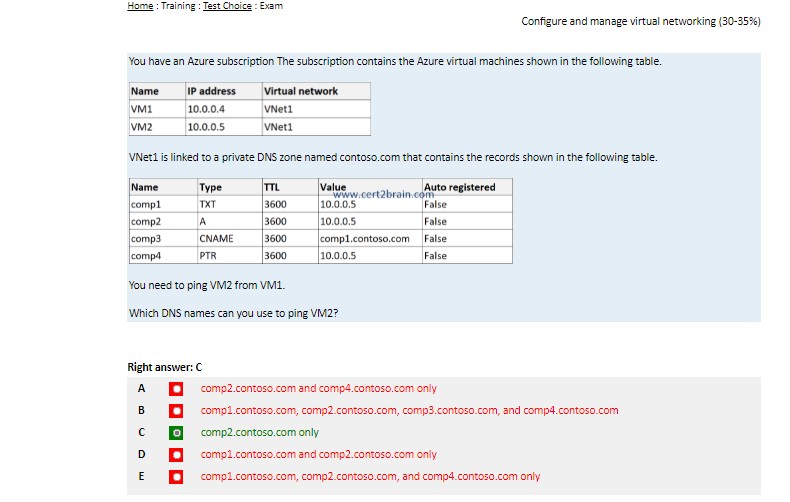 Home : Training : Test Choice : Exam
Configure and manage virtual networking (30-35%)
You have an Azure subscription The subscription contains the Azure virtual machines shown in the following table.
Name IP address Virtual network
VM1 10.0.0.4 VNet1
VM2 10.0.0.5 VNet1
VNet1 is linked to a private DNS zone named contoso.com that contains the records shown in the following table.
Name Type TTL Value Auto registered
www.cert2brain.com
comp1 TXT 3600 10.0.0.5 False
comp2 A 3600 10.0.0.5 False
comp3 CNAME 3600 comp1.contoso.com False
comp4 PTR 3600 10.0.0.5 False
You need to ping VM2 from VM1.
Which DNS names can you use to ping VM2?
Right answer: C
A comp2.contoso.com and comp4.contoso.com only
B comp1.contoso.com, comp2.contoso.com, comp3.contoso.com, and comp4.contoso.com
C comp2.contoso.com only
D comp1.contoso.com and comp2.contoso.com only
E comp1.contoso.com, comp2.contoso.com, and comp4.contoso.com only